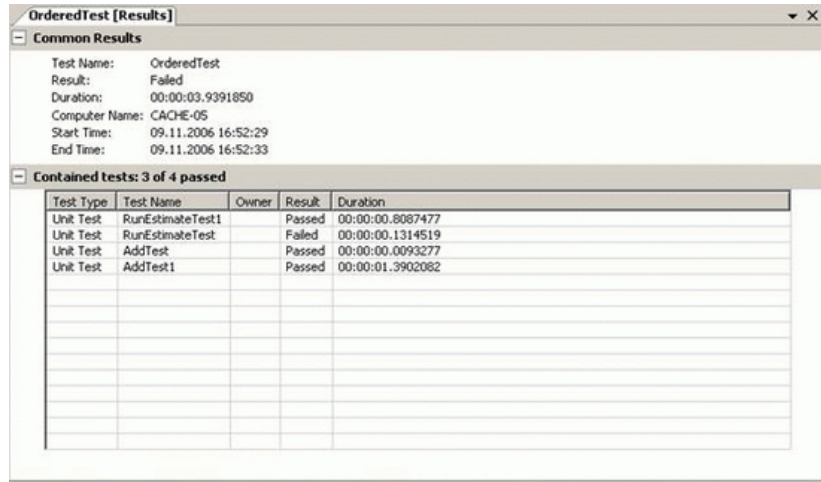 OrderedTest [Results]
Common Results
Test Name: OrderedTest
Result: Failed
Duration: 00:00:03.9391850
Computer Name: CACHE-05
Start Time: 09.11.2006 16:52:29
End Time: 09.11.2006 16:52:33
Contained tests: 3 of 4 passed
Test Type Test Name Owner Result Duration
Unit Test RunEstimateTest1 Passed 00:00:00.8087477
Unit Test RunEstimateTest Failed 00:00:00.1314519
Unit Test AddTest Passed 00:00:00.0093277
Unit Test AddTest1 Passed 00:00:01.3902082